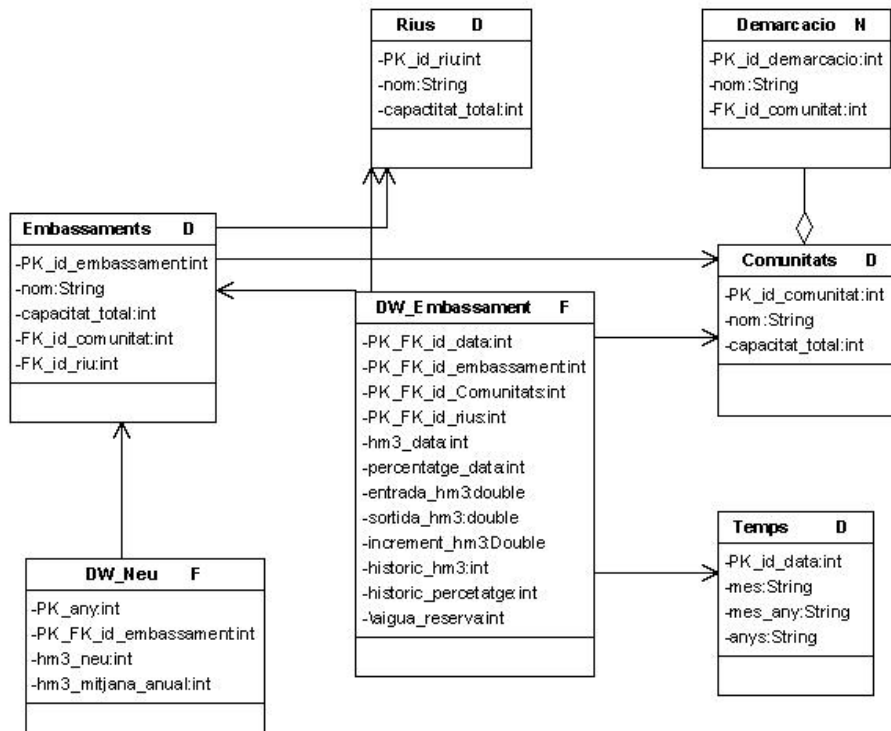 Rius D
-PK_id_riu:int
-nom:String
-capactitat_total:int
Demarcacio N
-PK_id_demarcacio:int
-nom:String
-FK_id_comunitat:int
Embassaments D
-PK_id_embassament:int
-nom:String
-capacitat_total:int
-FK_id_comunitat:int
-FK_id_riu:int
DW_Embassament F
-PK_FK_id_data:int
-PK_FK_id_embassament:int
-PK_FK_id_Comunitats:int
-PK_FK_id_rius:int
-hm3_data:int
-percentatge_data:int
-entrada_hm3:double
-sortida_hm3:double
-increment_hm3:Double
-historic_hm3:int
-historic_percetatge:int
-\aigua_reserva:int
Comunitats D
-PK_id_comunitat:int
-nom:String
-capacitat_total:int
DW_Neu F
-PK_any:int
-PK_FK_id_embassament:int
-hm3_neu:int
-hm3_mitjana_anual:int
Temps D
-PK_id_data:int
-mes:String
-mes_any:String
-anys:String